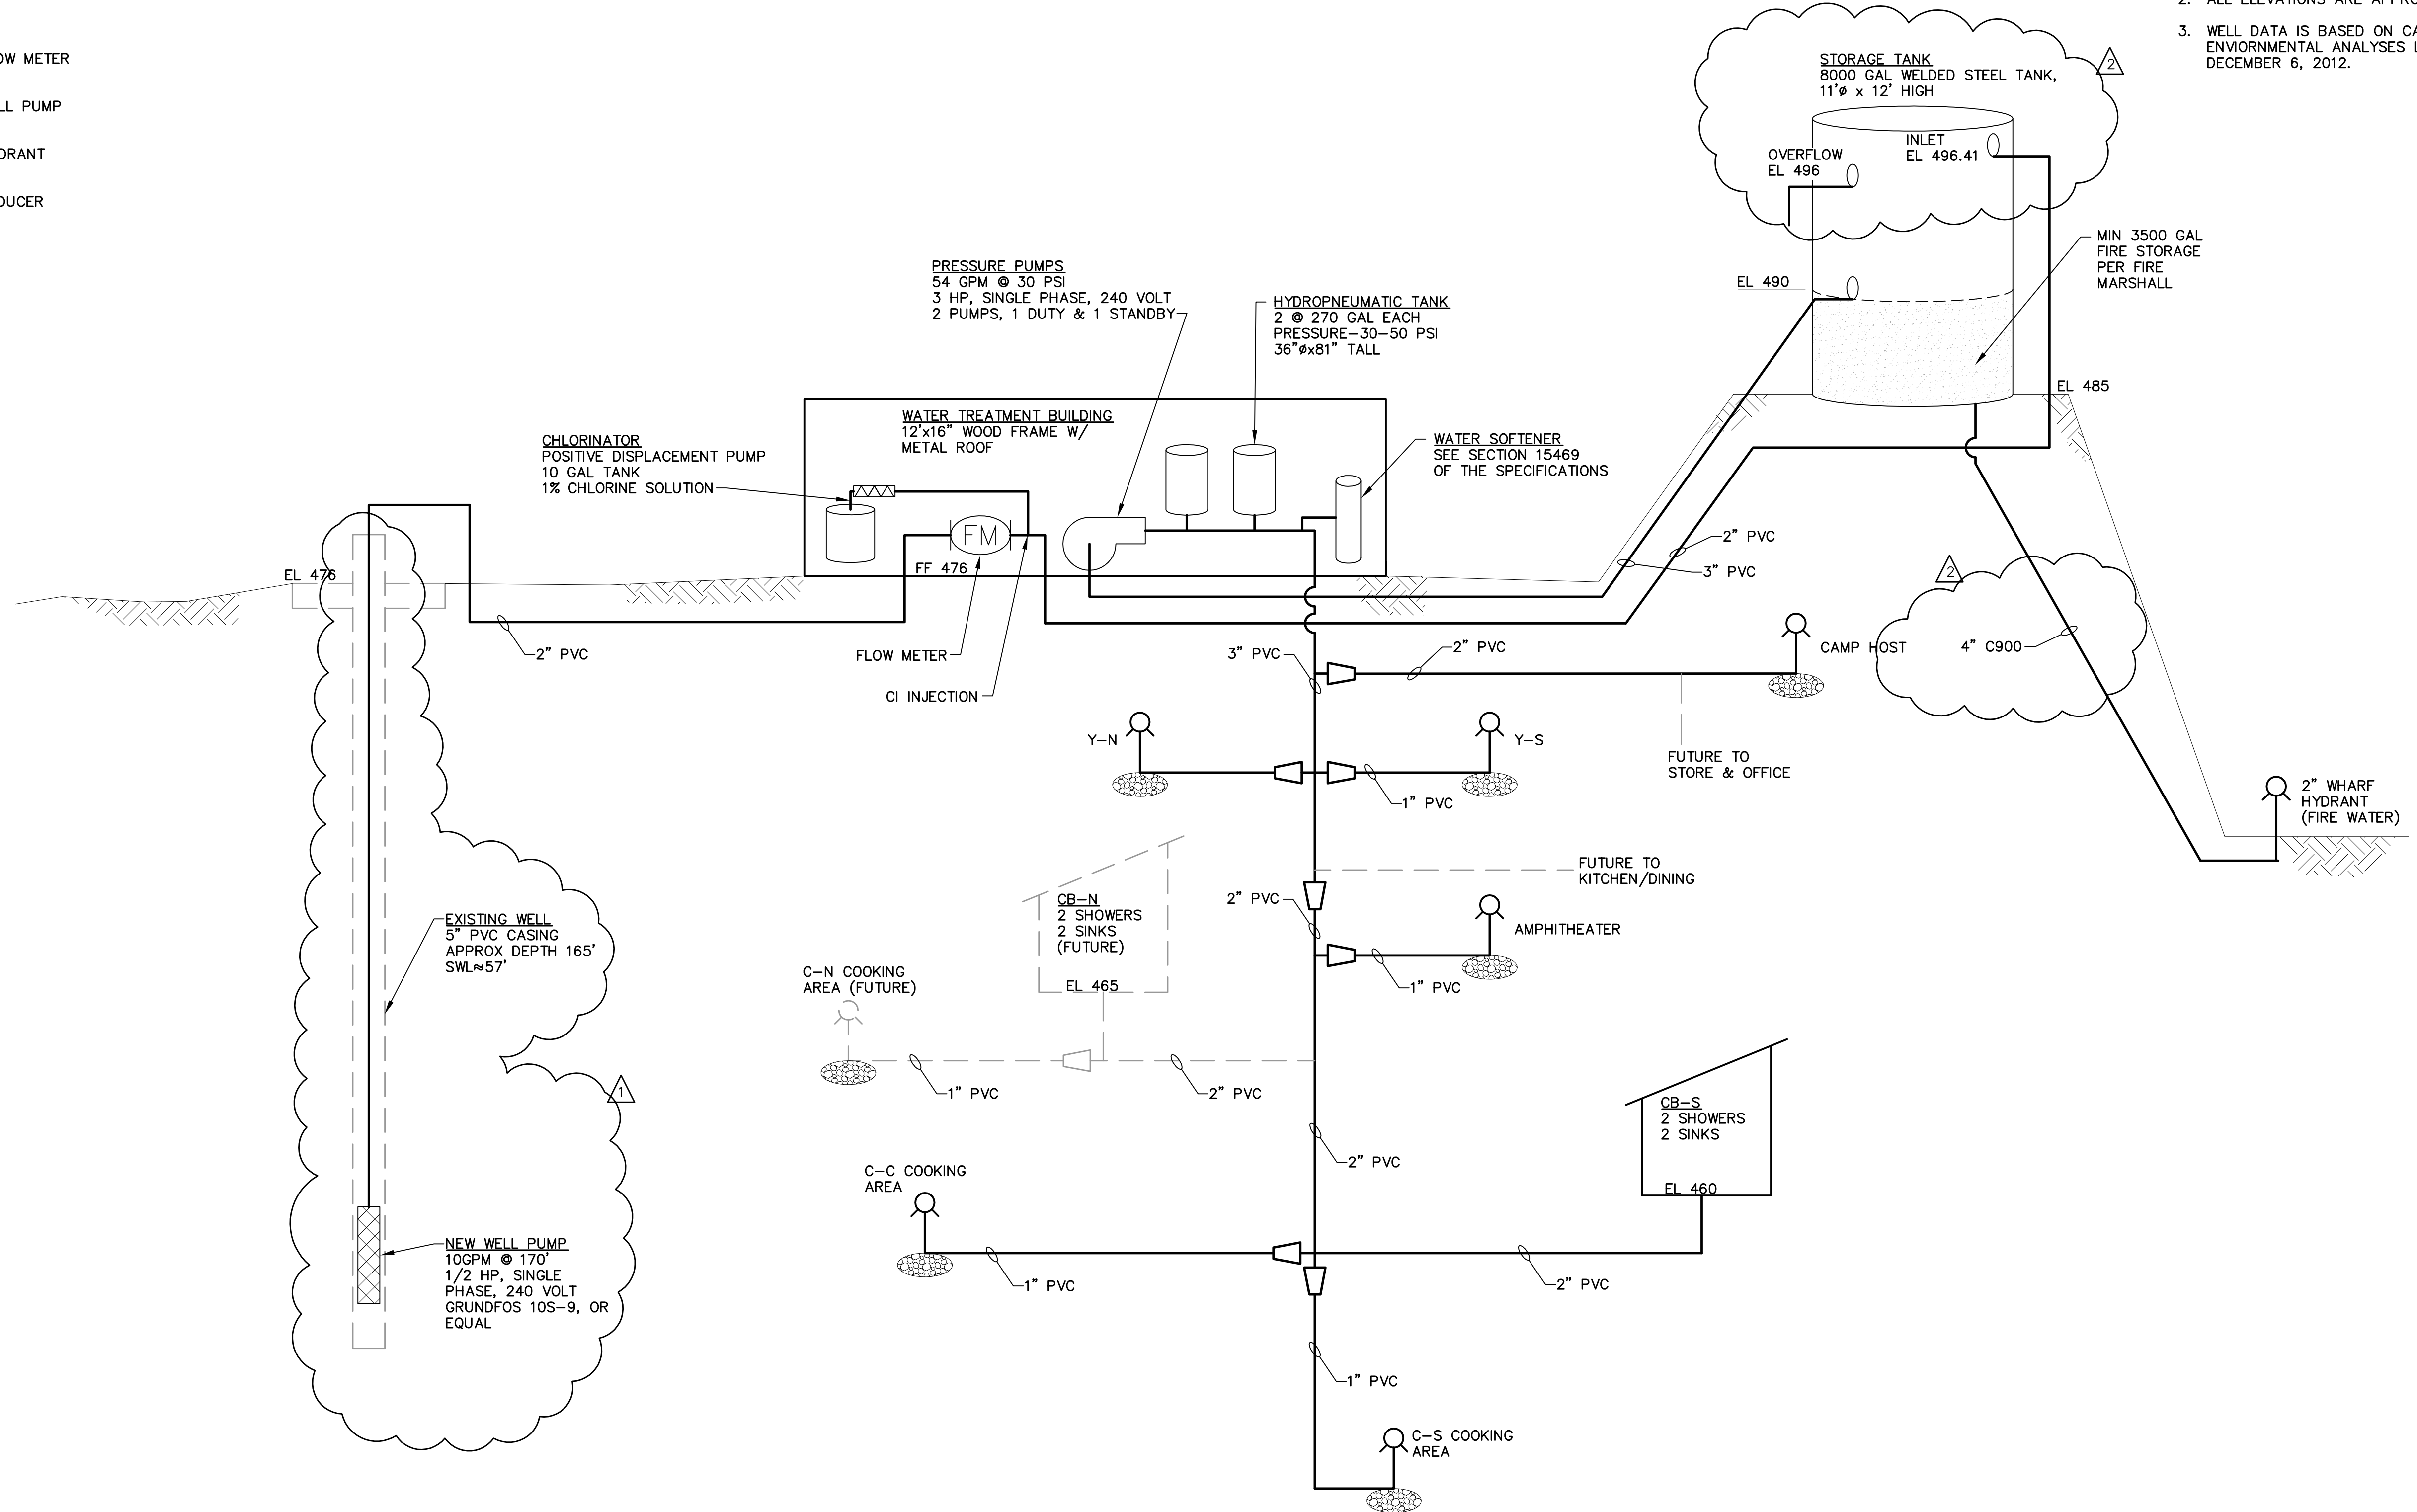 OW METER
LL PUMP
DRANT
DUCER
3. WELL DATA IS BASED ON CA
ENVIORNMENTAL ANALYSES L
DECEMBER 6, 2012.
STORAGE TANK
8000 GAL WELDED STEEL TANK,
11'ø x 12' HIGH
2
INLET
EL 496.41
OVERFLOW
EL 496
MIN 3500 GAL
FIRE STORAGE
PER FIRE
MARSHALL
EL 490
EL 485
PRESSURE PUMPS
54 GPM @ 30 PSI
3 HP, SINGLE PHASE, 240 VOLT
2 PUMPS, 1 DUTY & 1 STANDBY
HYDROPNEUMATIC TANK
2 @ 270 GAL EACH
PRESSURE-30-50 PSI
36"øx81" TALL
WATER TREATMENT BUILDING
12'x16" WOOD FRAME W/
METAL ROOF
CHLORINATOR
POSITIVE DISPLACEMENT PUMP
10 GAL TANK
1% CHLORINE SOLUTION
WATER SOFTENER
SEE SECTION 15469
OF THE SPECIFICATIONS
FM
FF 476
EL 476
2" PVC
3" PVC
2" PVC
FLOW METER
CI INJECTION
3" PVC
2" PVC
CAMP HOST
2
4" C900
FUTURE TO
STORE & OFFICE
Y-N
Y-S
1" PVC
2" WHARF
HYDRANT
(FIRE WATER)
FUTURE TO
KITCHEN/DINING
CB-N
2 SHOWERS
2 SINKS
(FUTURE)
EL 465
2" PVC
AMPHITHEATER
1" PVC
EXISTING WELL
5" PVC CASING
APPROX DEPTH 165'
SWL≈57'
C-N COOKING
AREA (FUTURE)
1" PVC
2" PVC
1
CB-S
2 SHOWERS
2 SINKS
EL 460
2" PVC
C-C COOKING
AREA
1" PVC
2" PVC
NEW WELL PUMP
10GPM @ 170'
1/2 HP, SINGLE
PHASE, 240 VOLT
GRUNDFOS 10S-9, OR
EQUAL
1" PVC
C-S COOKING
AREA